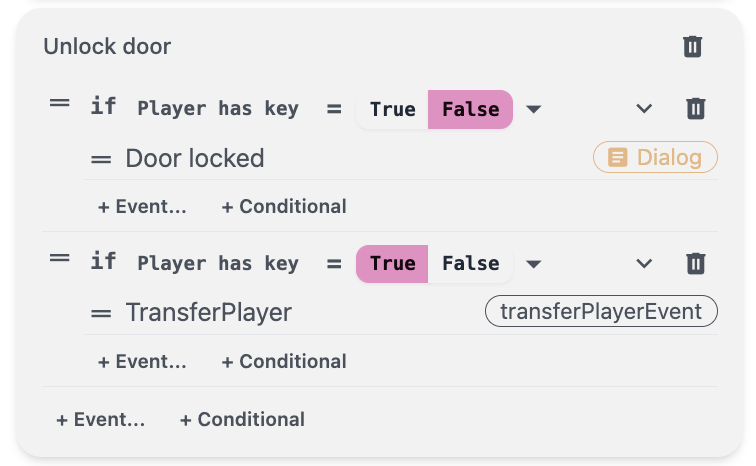 Unlock door
if Player has key = True False
Door locked Dialog
+ Event... + Conditional
if Player has key = True False
TransferPlayer transferPlayerEvent
+ Event... + Conditional
+ Event... + Conditional